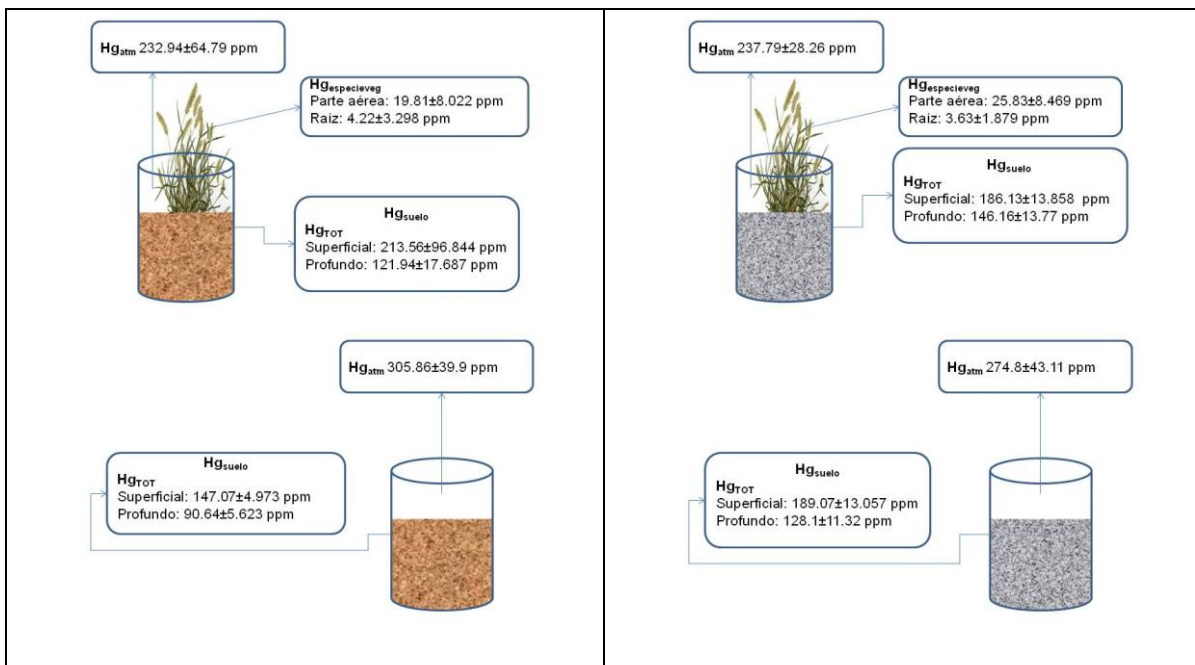 Hgatm 232.94±64.79 ppm
Hgespecieveg
Parte aérea: 19.81±8.022 ppm
Raíz: 4.22±3.298 ppm
Hgsuelo
HgTOT
Superficial: 213.56±96.844 ppm
Profundo: 121.94±17.687 ppm
Hgatm 305.86±39.9 ppm
Hgsuelo
HgTOT
Superficial: 147.07±4.973 ppm
Profundo: 90.64±5.623 ppm
Hgatm 237.79±28.26 ppm
Hgespecieveg
Parte aérea: 25.83±8.469 ppm
Raíz: 3.63±1.879 ppm
Hgsuelo
HgTOT
Superficial: 186.13±13.858 ppm
Profundo: 146.16±13.77 ppm
Hgatm 274.8±43.11 ppm
Hgsuelo
HgTOT
Superficial: 189.07±13.057 ppm
Profundo: 128.1±11.32 ppm